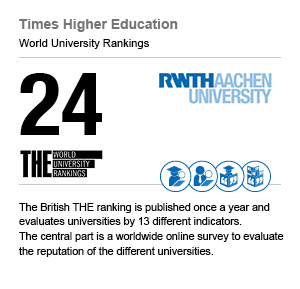 Times Higher Education
World University Rankings
24
RWTHAACHEN
UNIVERSITY
THE WORLD
UNIVERSITY
RANKINGS
The British THE ranking is published once a year and
evaluates universities by 13 different indicators.
The central part is a worldwide online survey to evaluate
the reputation of the different universities.